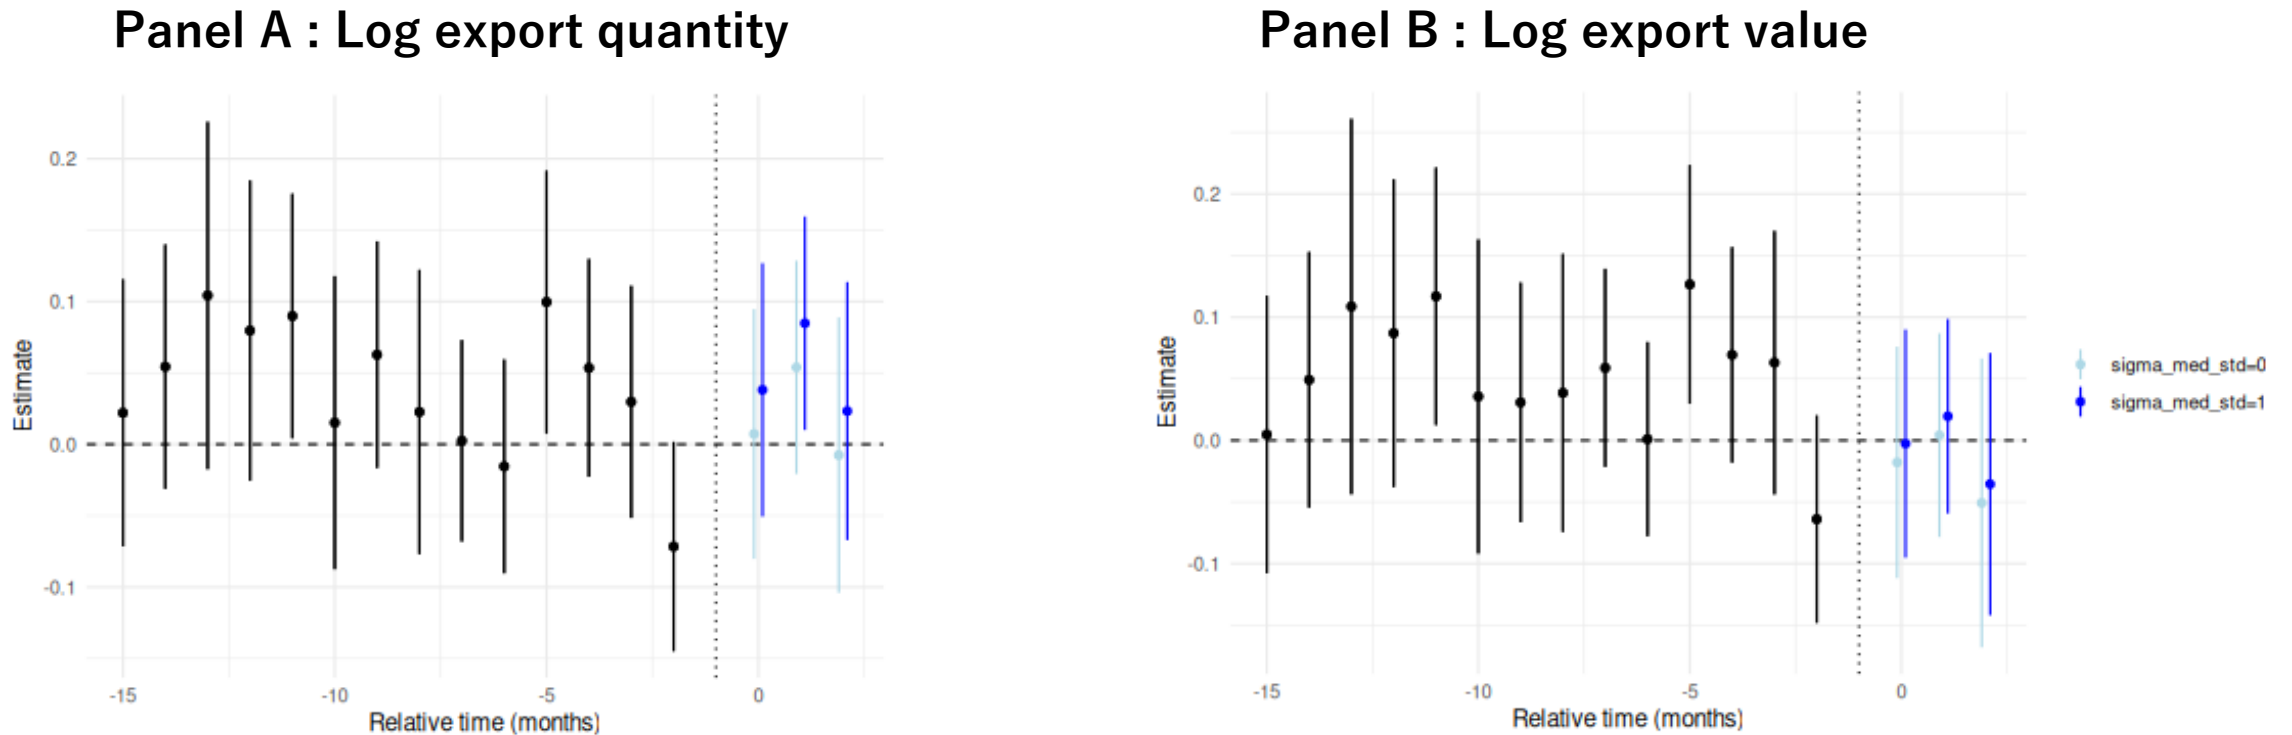 Panel A : Log export quantity
0.2
0.1
0.0
-0.1
Estimate
-15 -10 -5 0
Relative time (months)
Panel B : Log export value
0.2
0.1
0.0
-0.1
Estimate
-15 -10 -5 0
Relative time (months)
sigma_med_std=0
sigma_med_std=1